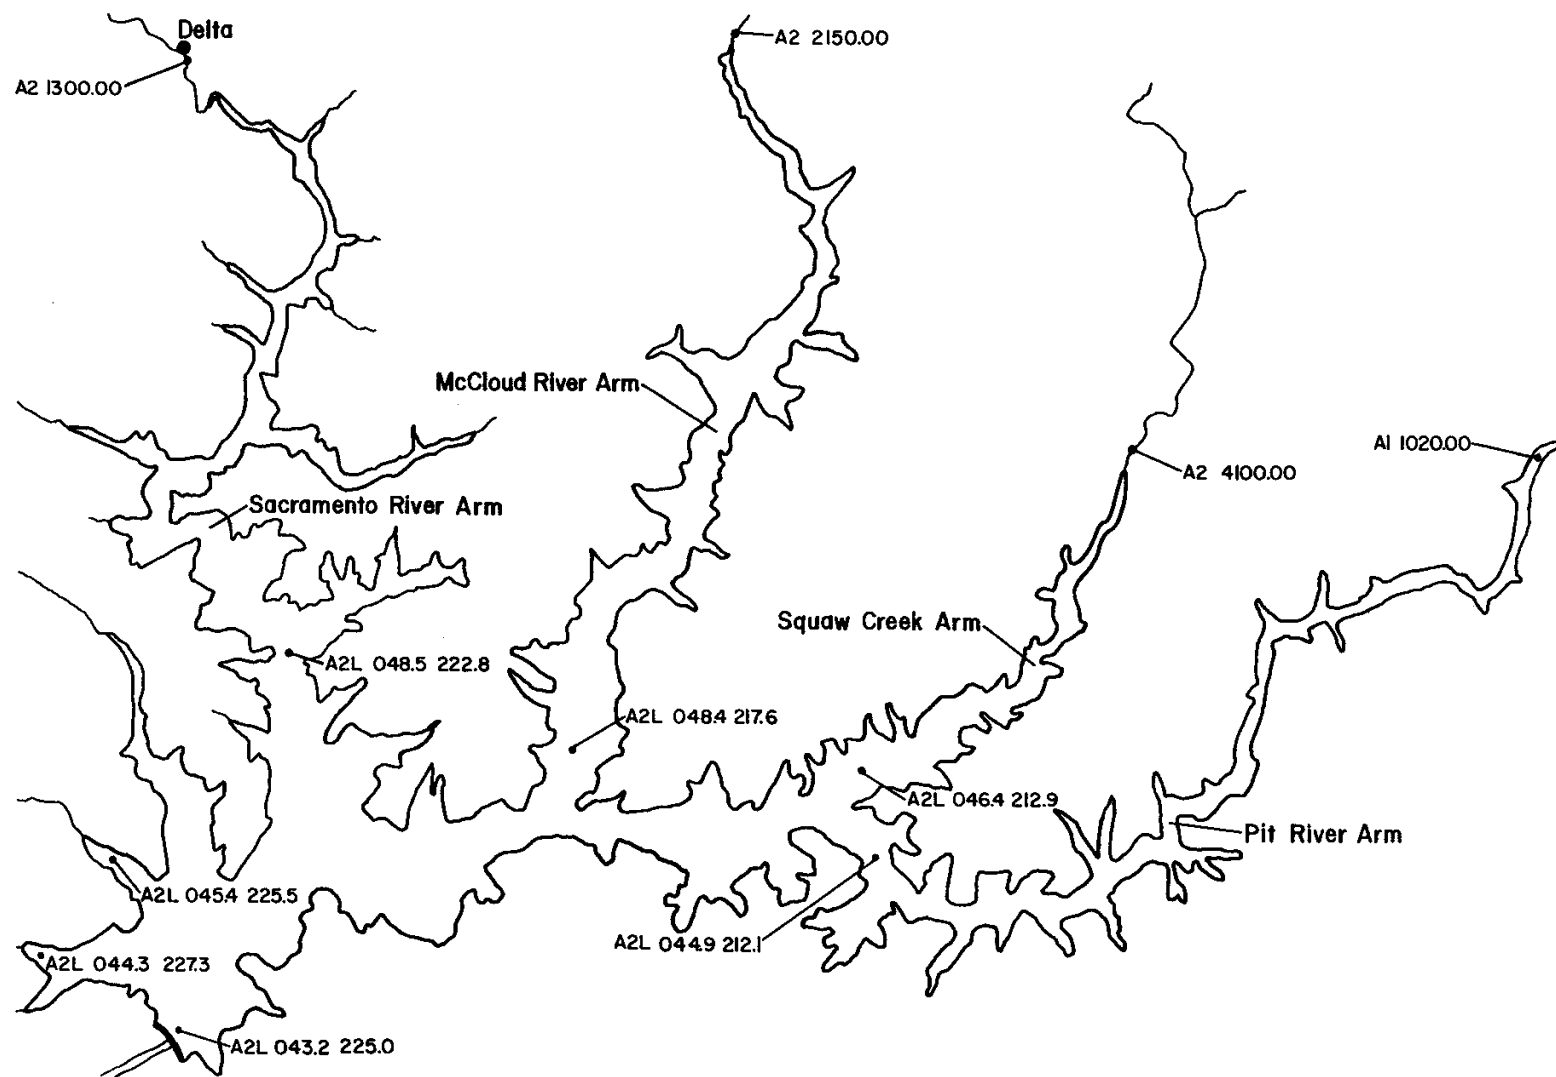 Delta
A2 2150.00
A2 1300.00
McCloud River Arm
A1 1020.00
A2 4100.00
Sacramento River Arm
Squaw Creek Arm
A2L 048.5 222.8
A2L 048.4 217.6
A2L 046.4 212.9
Pit River Arm
A2L 045.4 225.5
A2L 044.9 212.1
A2L 044.3 227.3
A2L 043.2 225.0